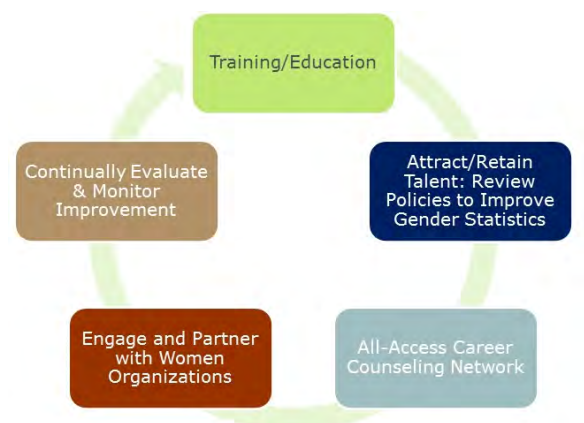 Training/Education
Attract/Retain
Talent: Review
Policies to Improve
Gender Statistics
All-Access Career
Counseling Network
Engage and Partner
with Women
Organizations
Continually Evaluate
& Monitor
Improvement